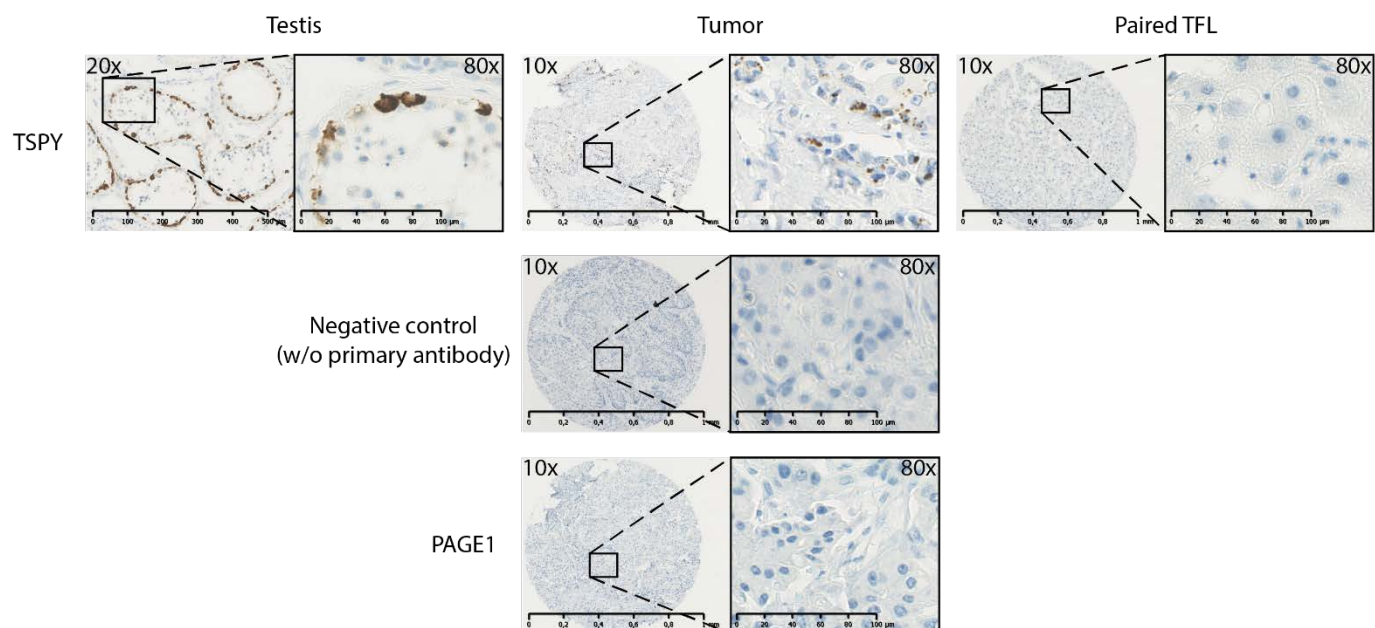 Testis Tumor Paired TFL
20x 80x 10x 80x 10x 80x
TSPY
0 100 200 300 400 500 µm 0 20 40 60 80 100 µm 0 0,2 0,4 0,6 0,8 1 mm 0 20 40 60 80 100 µm 0 0,2 0,4 0,6 0,8 1 mm 0 20 40 60 80 100 µm
10x 80x
Negative control
(w/o primary antibody)
0 0,2 0,4 0,6 0,8 1 mm 0 20 40 60 80 100 µm
10x 80x
PAGE1
0 0,2 0,4 0,6 0,8 1 mm 0 20 40 60 80 100 µm